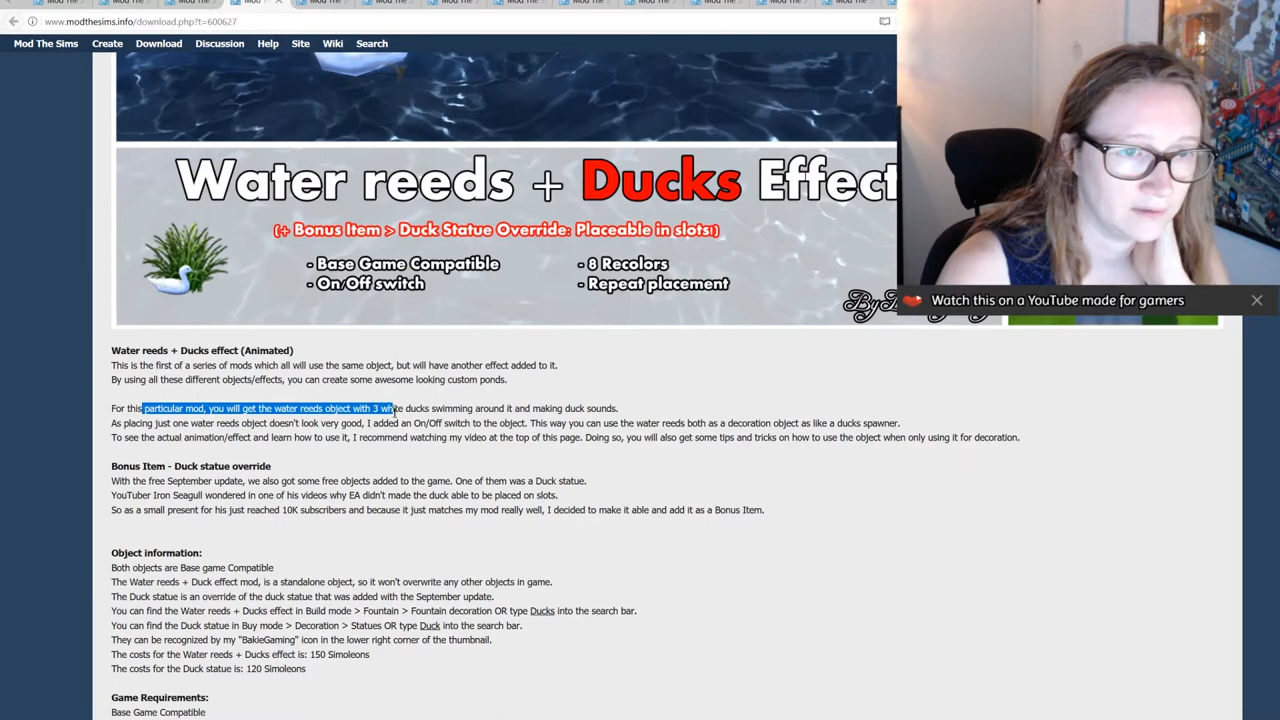 Mod The
www.modthesims.info/download.php?t=600627
Mod The Sims Create Download Discussion Help Site Wiki Search
Water reeds + Ducks Effect
(+ Bonus Item > Duck Statue Override: Placeable in slots!)
- Base Game Compatible - 8 Recolors
- On/Off switch - Repeat placement
Watch this on a YouTube made for gamers
Water reeds + Ducks effect (Animated)
This is the first of a series of mods which all will use the same object, but will have another effect added to it.
By using all these different objects/effects, you can create some awesome looking custom ponds.
For this particular mod, you will get the water reeds object with 3 white ducks swimming around it and making duck sounds.
As placing just one water reeds object doesn't look very good, I added an On/Off switch to the object. This way you can use the water reeds both as a decoration object as like a ducks spawner.
To see the actual animation/effect and learn how to use it, I recommend watching my video at the top of this page. Doing so, you will also get some tips and tricks on how to use the object when only using it for decoration.
Bonus Item - Duck statue override
With the free September update, we also got some free objects added to the game. One of them was a Duck statue.
YouTuber Iron Seagull wondered in one of his videos why EA didn't made the duck able to be placed on slots.
So as a small present for his just reached 10K subscribers and because it just matches my mod really well, I decided to make it able and add it as a Bonus Item.
Object information:
Both objects are Base game Compatible
The Water reeds + Duck effect mod, is a standalone object, so it won't overwrite any other objects in game.
The Duck statue is an override of the duck statue that was added with the September update.
You can find the Water reeds + Ducks effect in Build mode > Fountain > Fountain decoration OR type Ducks into the search bar.
You can find the Duck statue in Buy mode > Decoration > Statues OR type Duck into the search bar.
They can be recognized by my "BakieGaming" icon in the lower right corner of the thumbnail.
The costs for the Water reeds + Ducks effect is: 150 Simoleons
The costs for the Duck statue is: 120 Simoleons
Game Requirements:
Base Game Compatible